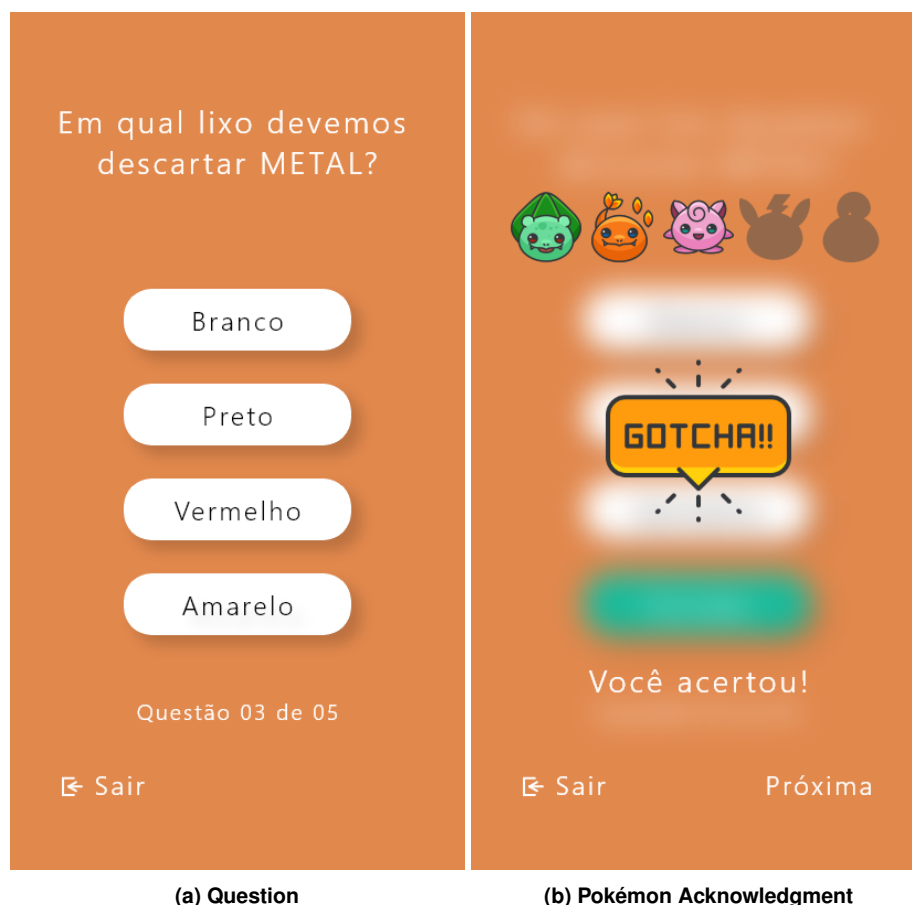 Em qual lixo devemos
descartar METAL?
Branco
Preto
Vermelho
Amarelo
Questão 03 de 05
Sair
(a) Question
GOTCHA!!
Você acertou!
Sair
Próxima
(b) Pokémon Acknowledgment